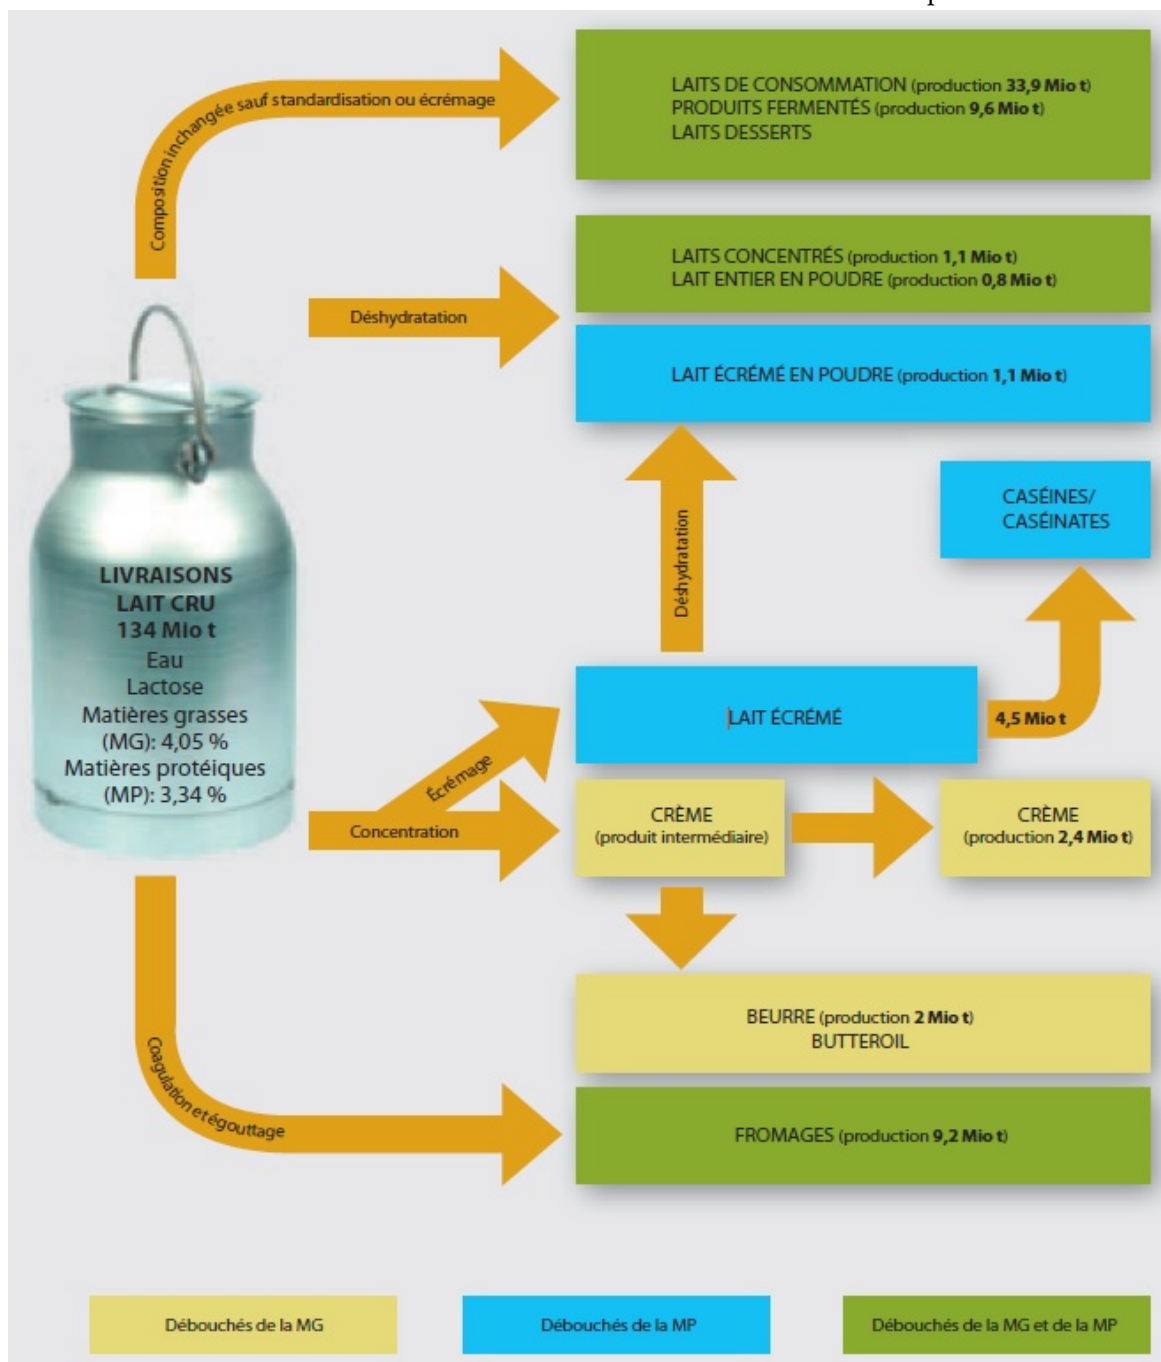 Composition inchangée sauf standardisation ou écrémage
LAITS DE CONSOMMATION (production 33,9 Mio t)
PRODUITS FERMENTÉS (production 9,6 Mio t)
LAITS DESSERTS
Déshydratation
LAITS CONCENTRÉS (production 1,1 Mio t)
LAIT ENTIER EN POUDRE (production 0,8 Mio t)
LAIT ÉCRÉMÉ EN POUDRE (production 1,1 Mio t)
Déshydratation
CASÉINES/
CASÉINATES
LIVRAISONS
LAIT CRU
134 Mio t
Eau
Lactose
Matières grasses
(MG): 4,05 %
Matières protéiques
(MP): 3,34 %
Écrémage
LAIT ÉCRÉMÉ
4,5 Mio t
Concentration
CRÈME
(produit intermédiaire)
CRÈME
(production 2,4 Mio t)
BEURRE (production 2 Mio t)
BUTTEROIL
Coagulation et égouttage
FROMAGES (production 9,2 Mio t)
Débouchés de la MG
Débouchés de la MP
Débouchés de la MG et de la MP